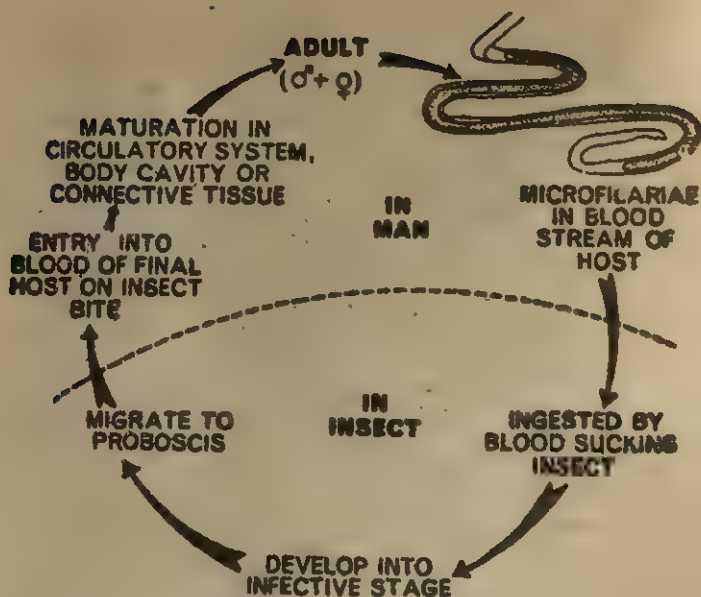 ADULT
(♂+♀)
MICROFILARIAE
IN BLOOD
STREAM OF
HOST
INGESTED BY
BLOOD SUCKING
INSECT
DEVELOP INTO
INFECTIVE STAGE
MIGRATE TO
PROBOSCIS
ENTRY INTO
BLOOD OF FINAL
HOST ON INSECT
BITE
MATURATION IN
CIRCULATORY SYSTEM,
BODY CAVITY OR
CONNECTIVE TISSUE
IN
MAN
IN
INSECT